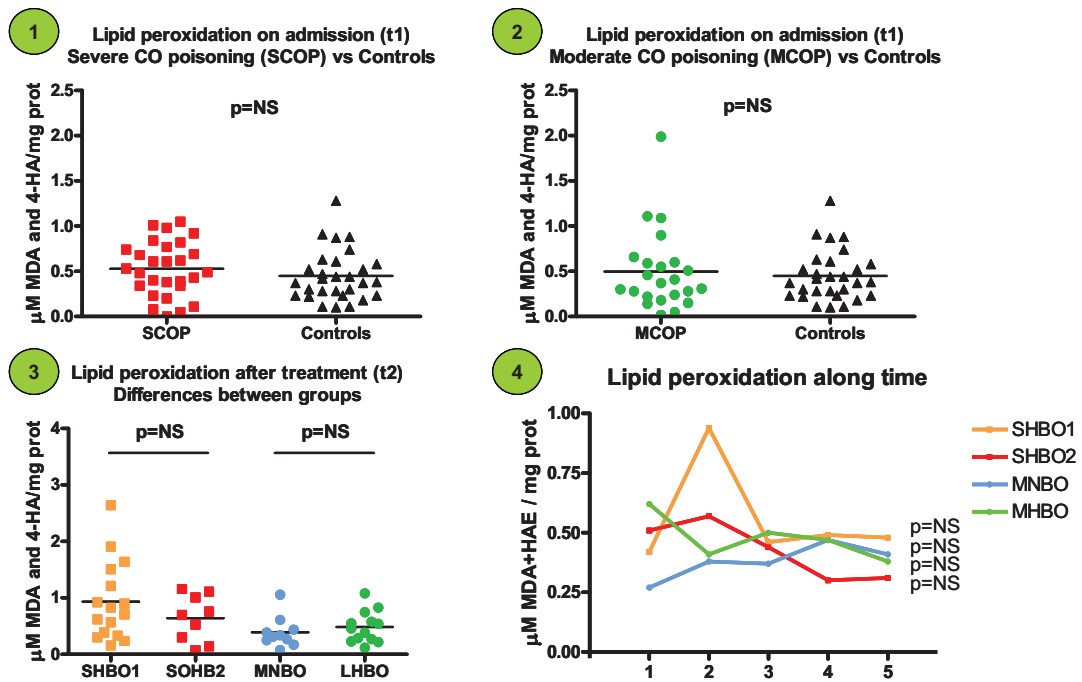 1
Lipid peroxidation on admission (t1)
Severe CO poisoning (SCOP) vs Controls
µM MDA and 4-HA/mg prot
2.5
2.0
1.5
1.0
0.5
0.0
p=NS
SCOP
Controls
2
Lipid peroxidation on admission (t1)
Moderate CO poisoning (MCOP) vs Controls
µM MDA and 4-HA/mg prot
2.5
2.0
1.5
1.0
0.5
0.0
p=NS
MCOP
Controls
3
Lipid peroxidation after treatment (t2)
Differences between groups
µM MDA and 4-HA/mg prot
4
3
2
1
0
p=NS
p=NS
SHBO1
SOHB2
MNBO
LHBO
4
Lipid peroxidation along time
µM MDA+HAE / mg prot
1.00
0.75
0.50
0.25
0.00
1
2
3
4
5
p=NS
p=NS
p=NS
p=NS
SHBO1
SHBO2
MNBO
MHBO